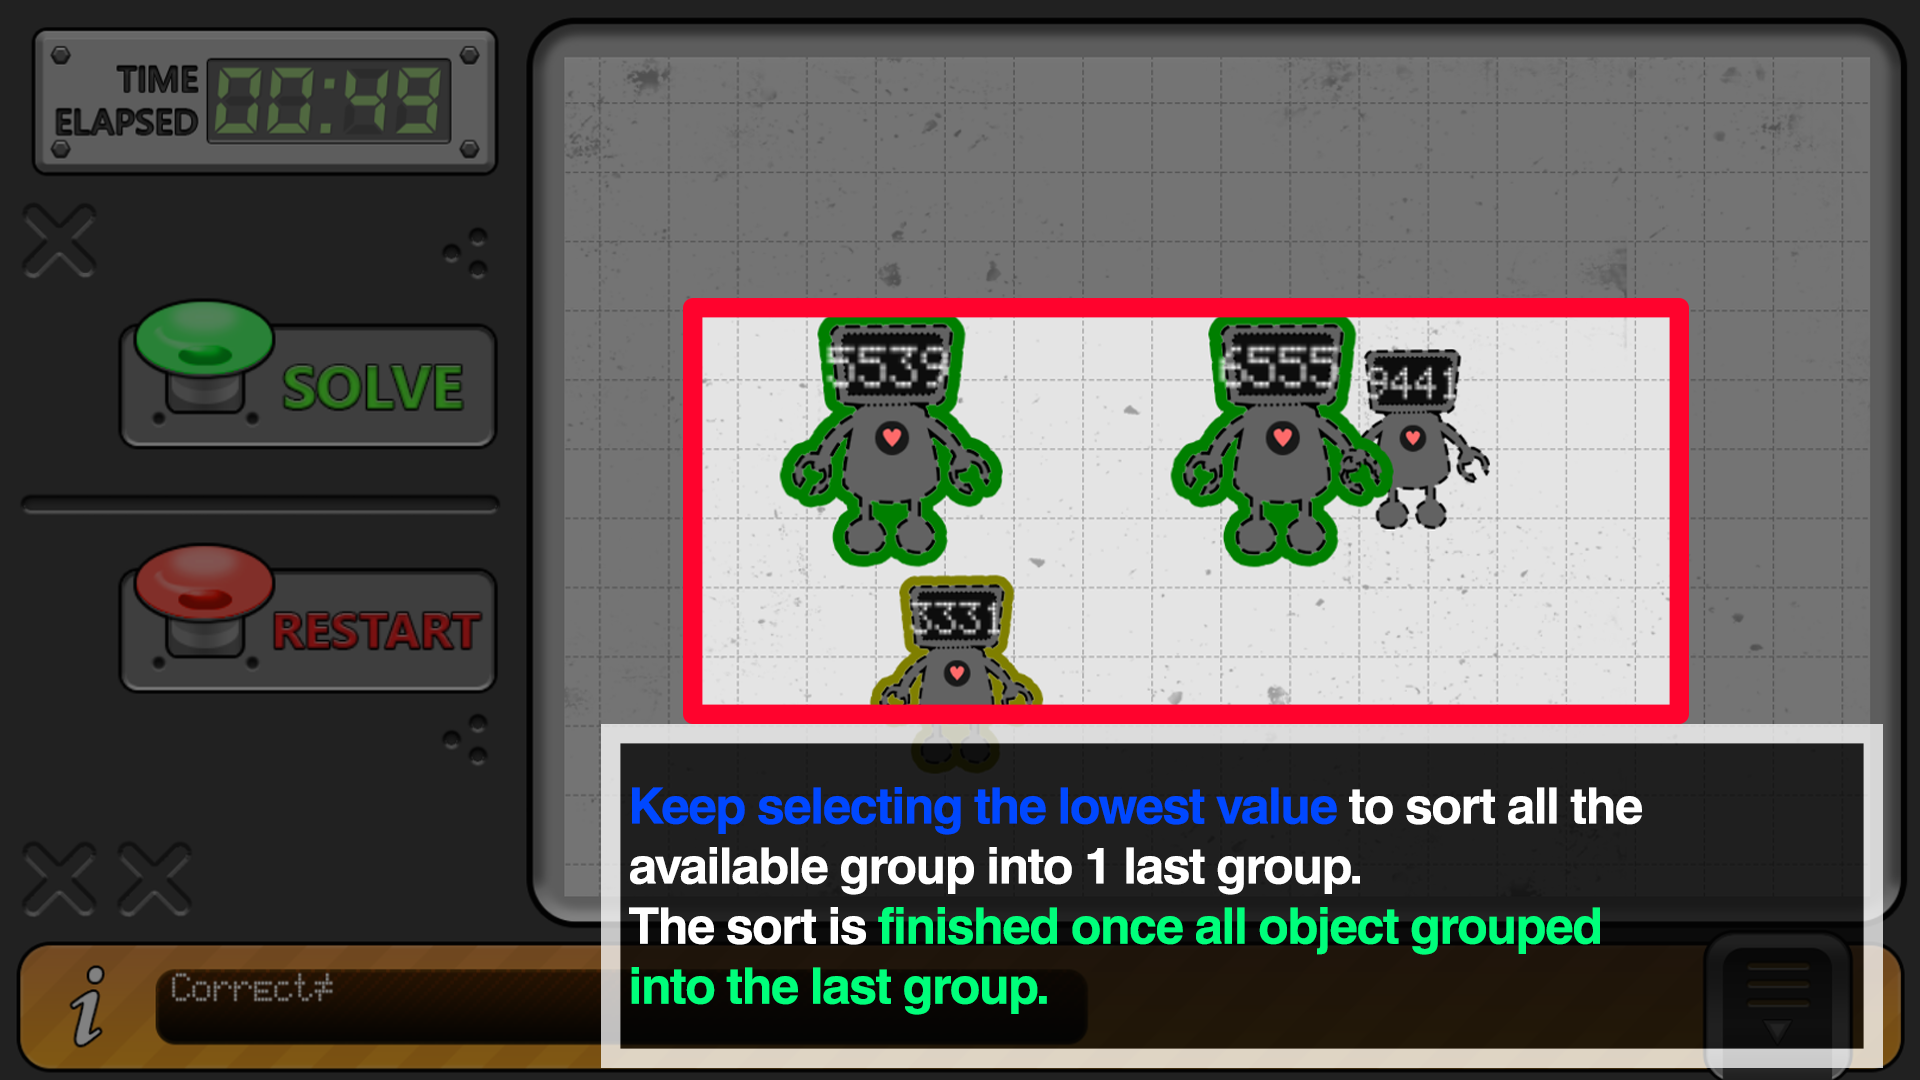 TIME
ELAPSED
00:49
SOLVE
RESTART
5539
6555
9441
3331
Keep selecting the lowest value to sort all the
available group into 1 last group.
The sort is finished once all object grouped
into the last group.
i
Correct≠